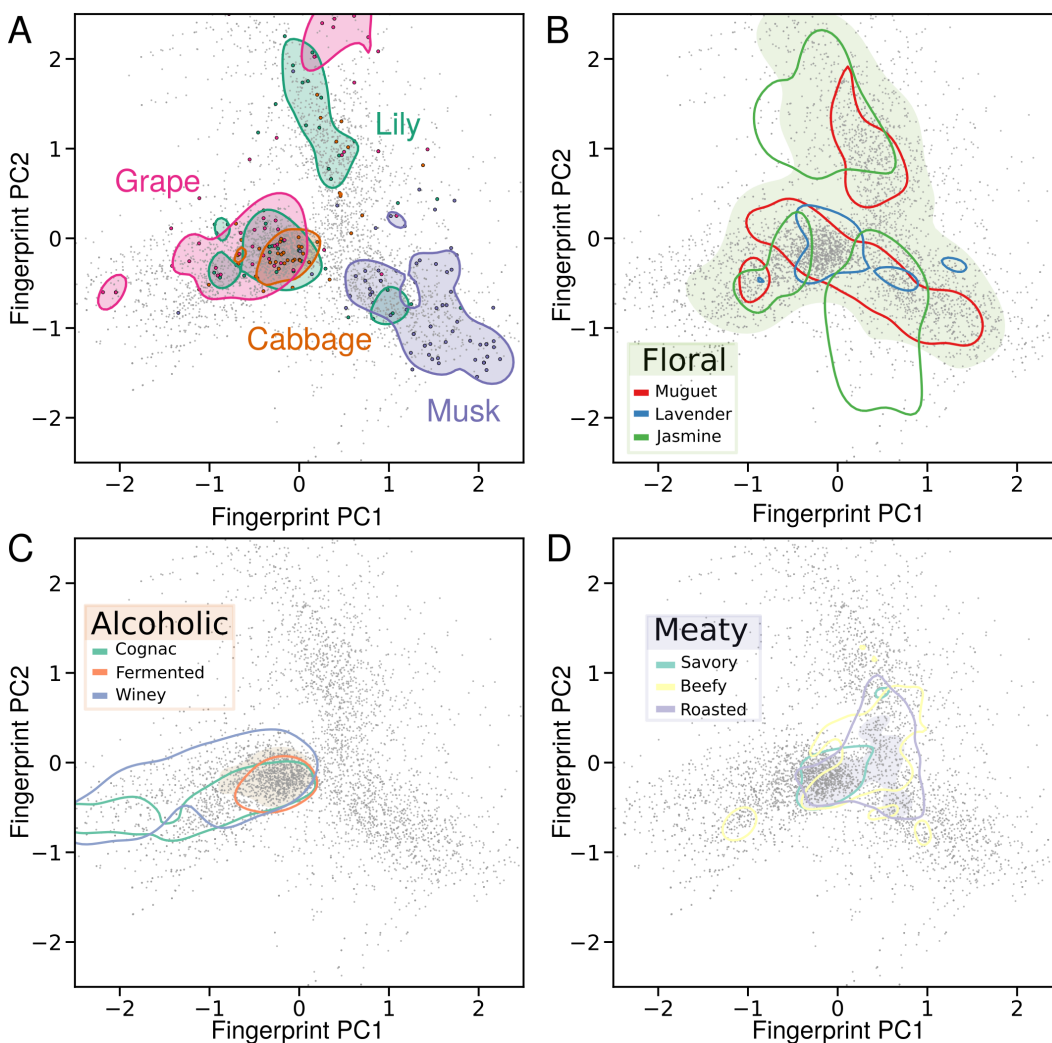 A
Fingerprint PC2
2
1
0
−1
−2
Lily
Grape
Cabbage
Musk
−2
−1
0
1
2
Fingerprint PC1
B
Fingerprint PC2
2
1
0
−1
−2
Floral
Muguet
Lavender
Jasmine
−2
−1
0
1
2
Fingerprint PC1
C
Fingerprint PC2
2
1
0
−1
−2
Alcoholic
Cognac
Fermented
Winey
−2
−1
0
1
2
Fingerprint PC1
D
Fingerprint PC2
2
1
0
−1
−2
Meaty
Savory
Beefy
Roasted
−2
−1
0
1
2
Fingerprint PC1